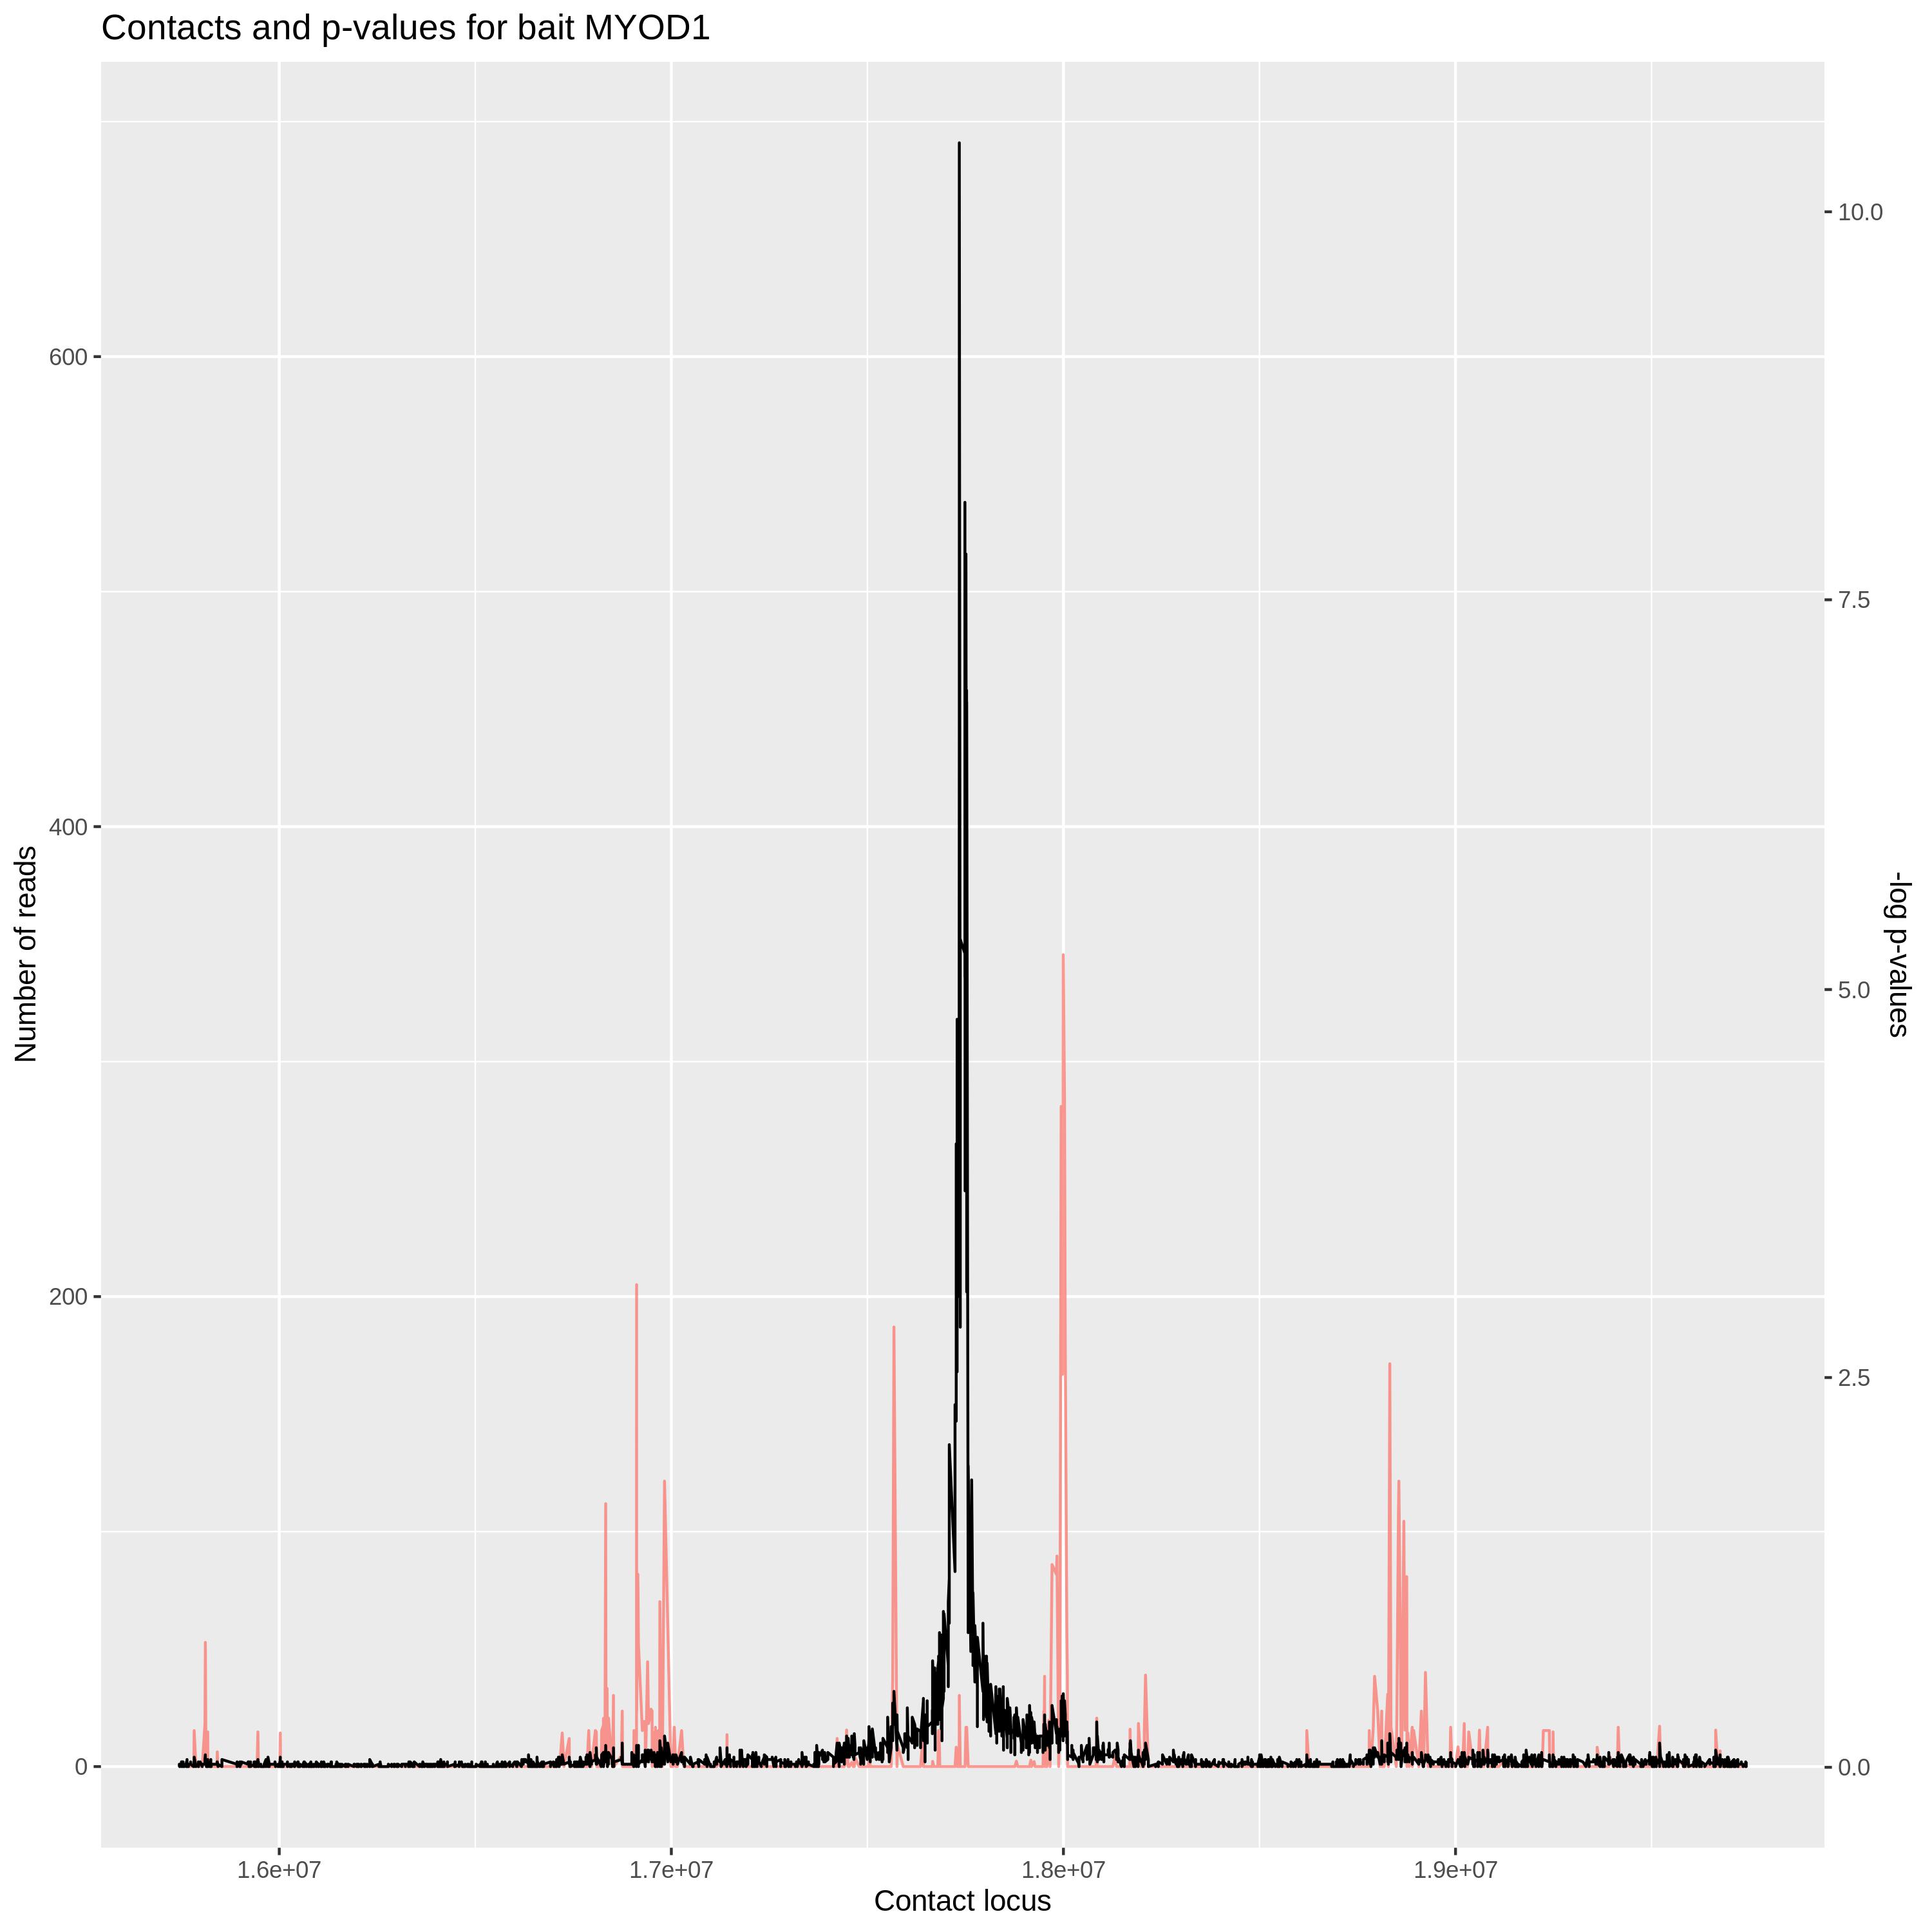 Contacts and p-values for bait MYOD1
Number of reads
600
400
200
0
10.0
7.5
5.0
2.5
0.0
-log p-values
1.6e+07
1.7e+07
1.8e+07
1.9e+07
Contact locus